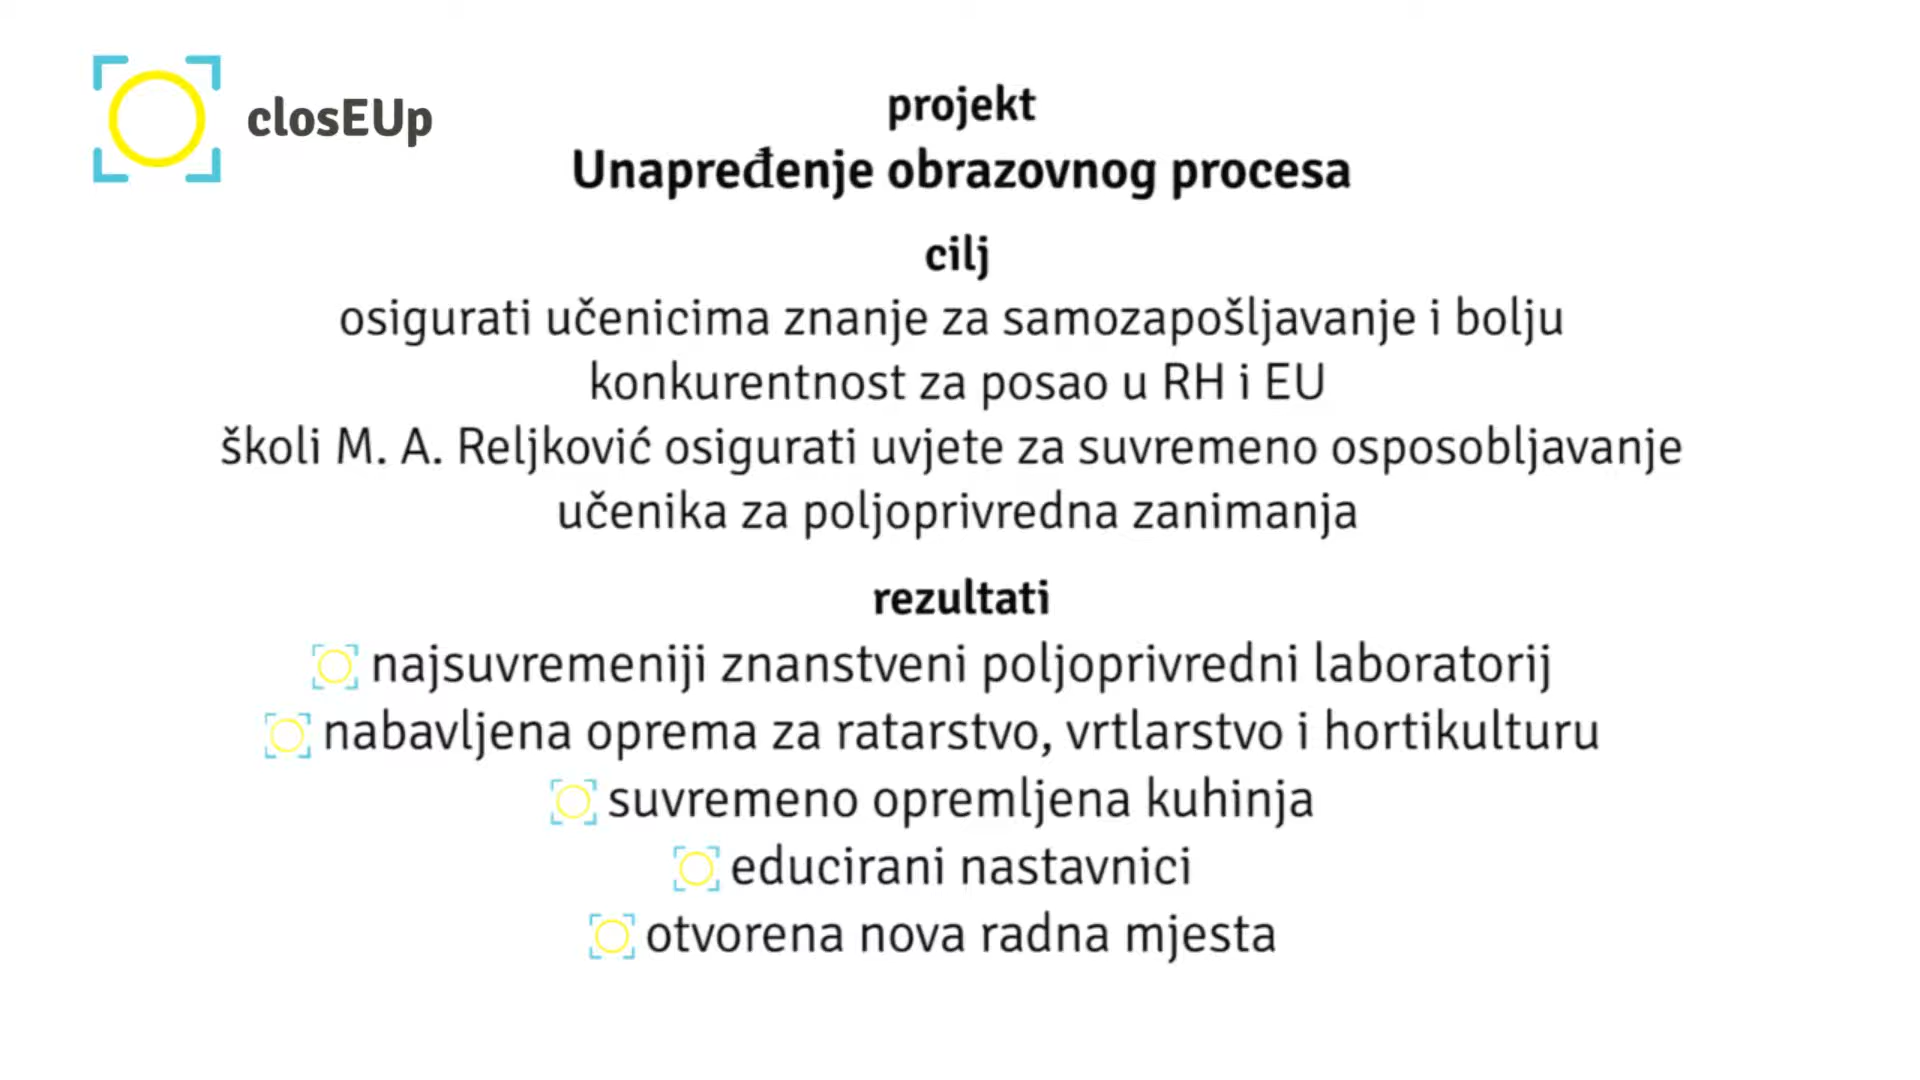 closEUp
projekt
Unapređenje obrazovnog procesa
cilj
osigurati učenicima znanje za samozapošljavanje i bolju
konkurentnost za posao u RH i EU
školi M. A. Reljković osigurati uvjete za suvremeno osposobljavanje
učenika za poljoprivredna zanimanja
rezultati
najsuvremeniji znanstveni poljoprivredni laboratorij
nabavljena oprema za ratarstvo, vrtlarstvo i hortikulturu
suvremeno opremljena kuhinja
educirani nastavnici
otvorena nova radna mjesta